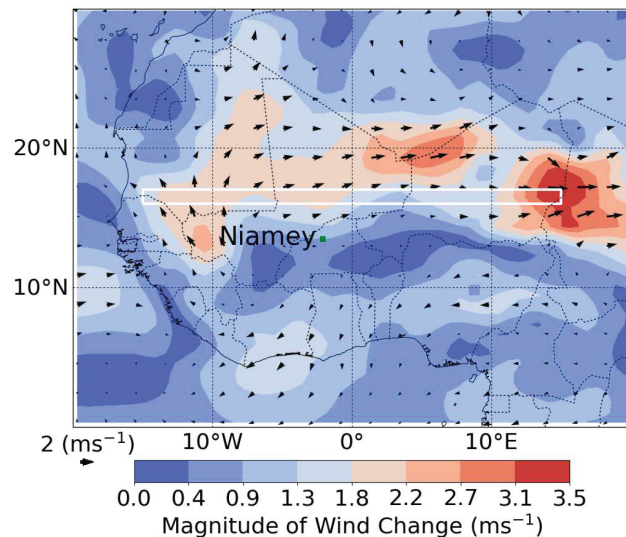 20°N
Niamey
10°N
2 (ms⁻¹)
10°W 0° 10°E
0.0 0.4 0.9 1.3 1.8 2.2 2.7 3.1 3.5
Magnitude of Wind Change (ms⁻¹)